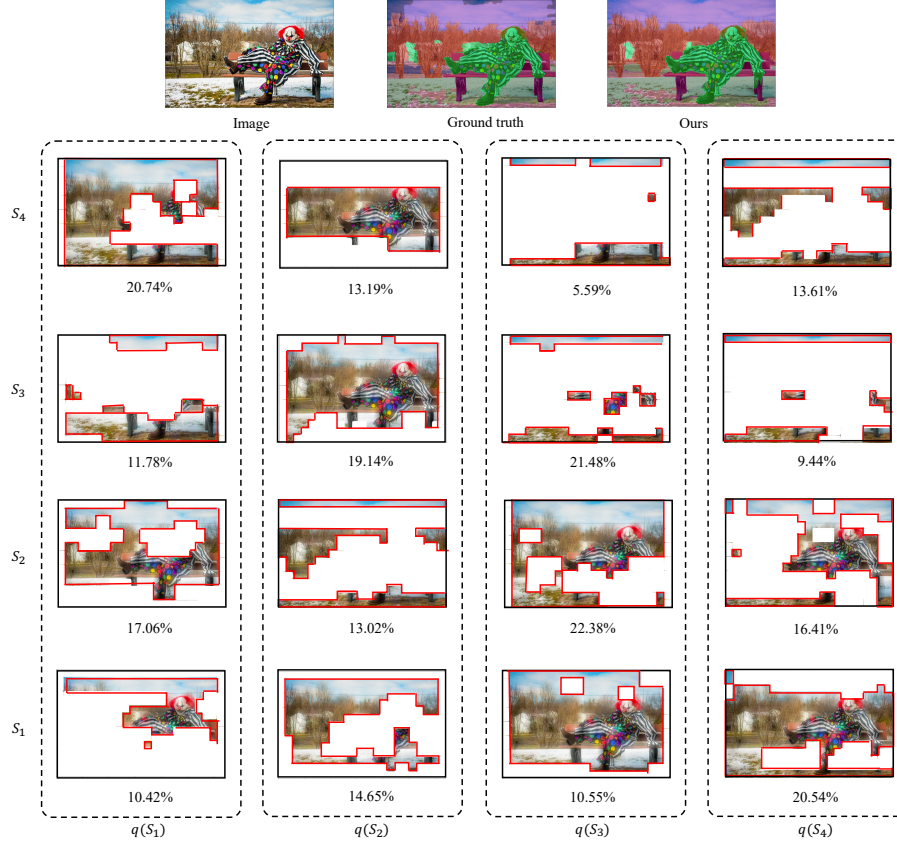 Image Ground truth Ours
S₄
20.74% 13.19% 5.59% 13.61%
S₃
11.78% 19.14% 21.48% 9.44%
S₂
17.06% 13.02% 22.38% 16.41%
S₁
10.42% 14.65% 10.55% 20.54%
q(S₁) q(S₂) q(S₃) q(S₄)